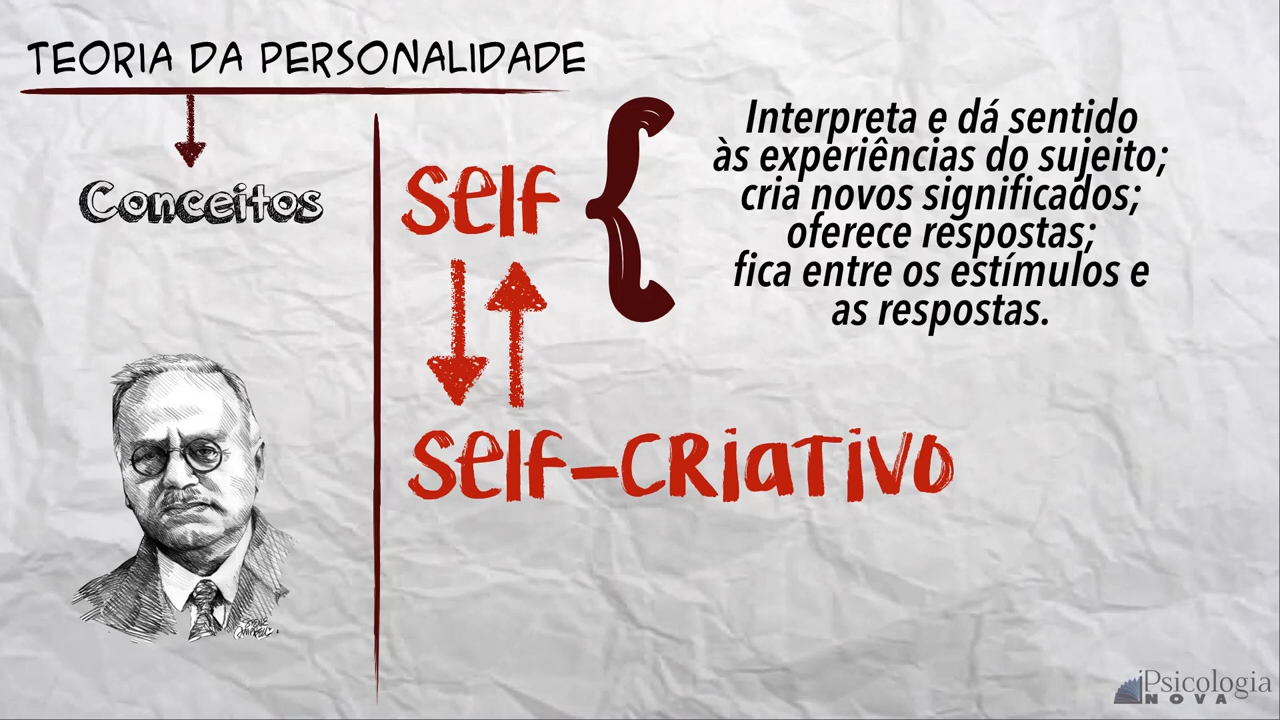 TEORIA DA PERSONALIDADE
Conceitos
Self
Interpreta e dá sentido
às experiências do sujeito;
cria novos significados;
oferece respostas;
fica entre os estímulos e
as respostas.
Self-CRiaTiVO
Psicologia
NOVA